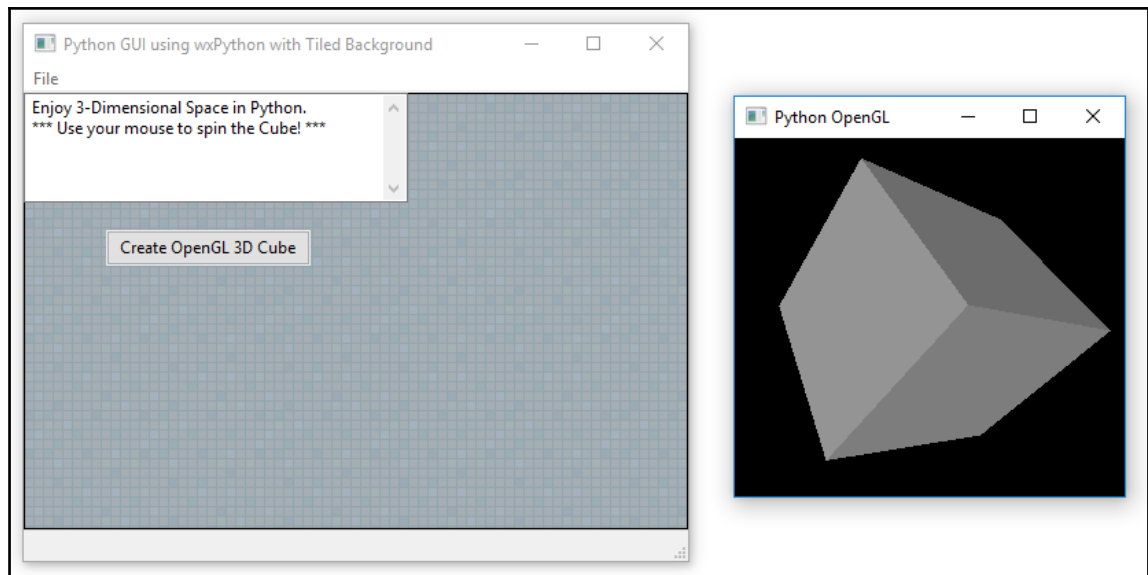 Python GUI using wxPython with Tiled Background
File
Enjoy 3-Dimensional Space in Python.
*** Use your mouse to spin the Cube! ***
Create OpenGL 3D Cube
Python OpenGL